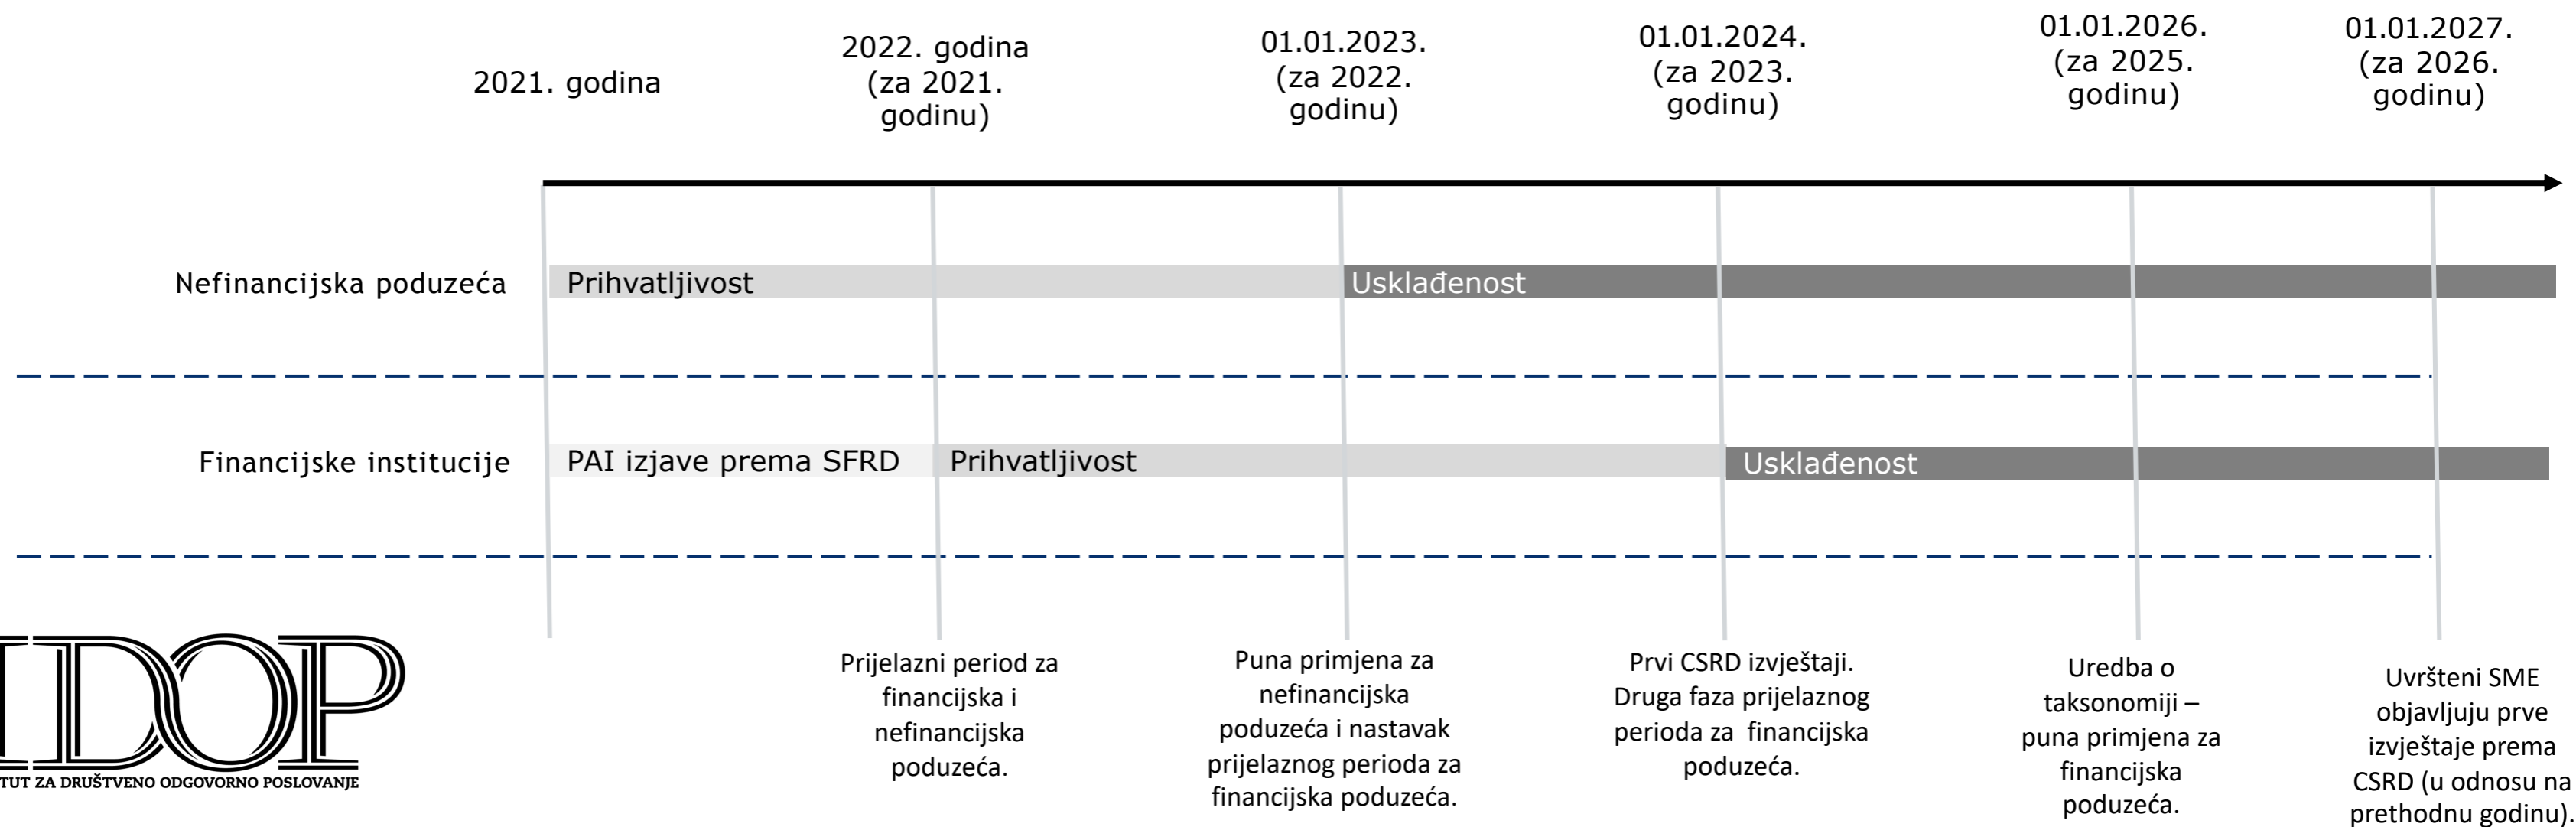 2021. godina
2022. godina
(za 2021.
godinu)
01.01.2023.
(za 2022.
godinu)
01.01.2024.
(za 2023.
godinu)
01.01.2026.
(za 2025.
godinu)
01.01.2027.
(za 2026.
godinu)
Nefinancijska poduzeća
Prihvatljivost
Usklađenost
Financijske institucije
PAI izjave prema SFRD
Prihvatljivost
Usklađenost
IDOP
TUT ZA DRUŠTVENO ODGOVORNO POSLOVANJE
Prijelazni period za
financijska i
nefinancijska
poduzeća.
Puna primjena za
nefinancijska
poduzeća i nastavak
prijelaznog perioda za
financijska poduzeća.
Prvi CSRD izvještaji.
Druga faza prijelaznog
perioda za  financijska
poduzeća.
Uredba o
taksonomiji –
puna primjena za
financijska
poduzeća.
Uvršteni SME
objavljuju prve
izvještaje prema
CSRD (u odnosu na
prethodnu godinu).